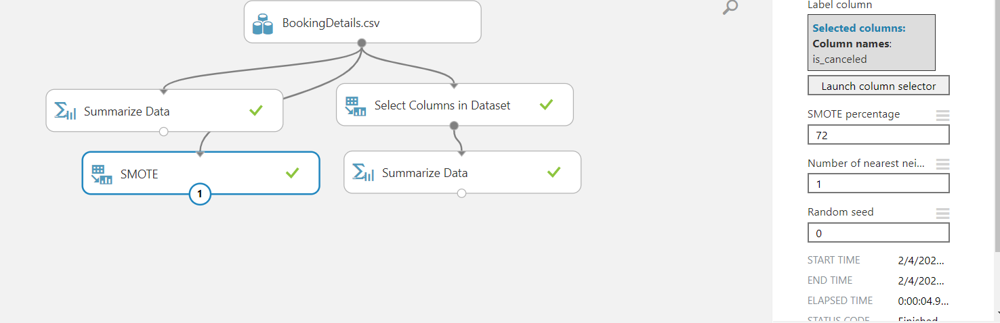 BookingDetails.csv
Summarize Data
Select Columns in Dataset
SMOTE
1
Summarize Data
Label column
Selected columns:
Column names:
is_canceled
Launch column selector
SMOTE percentage
72
Number of nearest nei...
1
Random seed
0
START TIME 2/4/202...
END TIME 2/4/202...
ELAPSED TIME 0:00:04.9...
STATUS CODE Finished